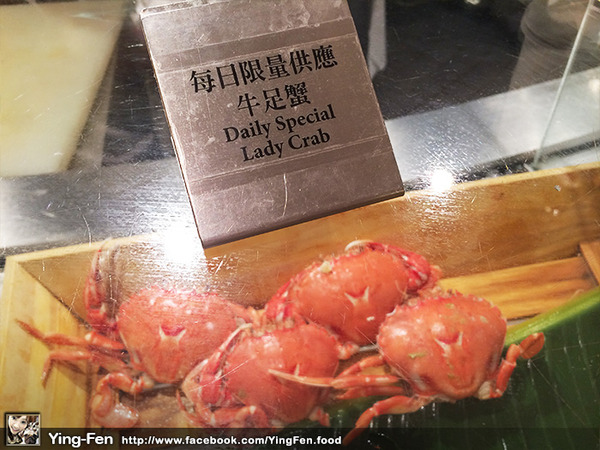 每日限量供應
牛足蟹
Daily Special
Lady Crab
Ying-Fen http://www.facebook.com/YingFen.food